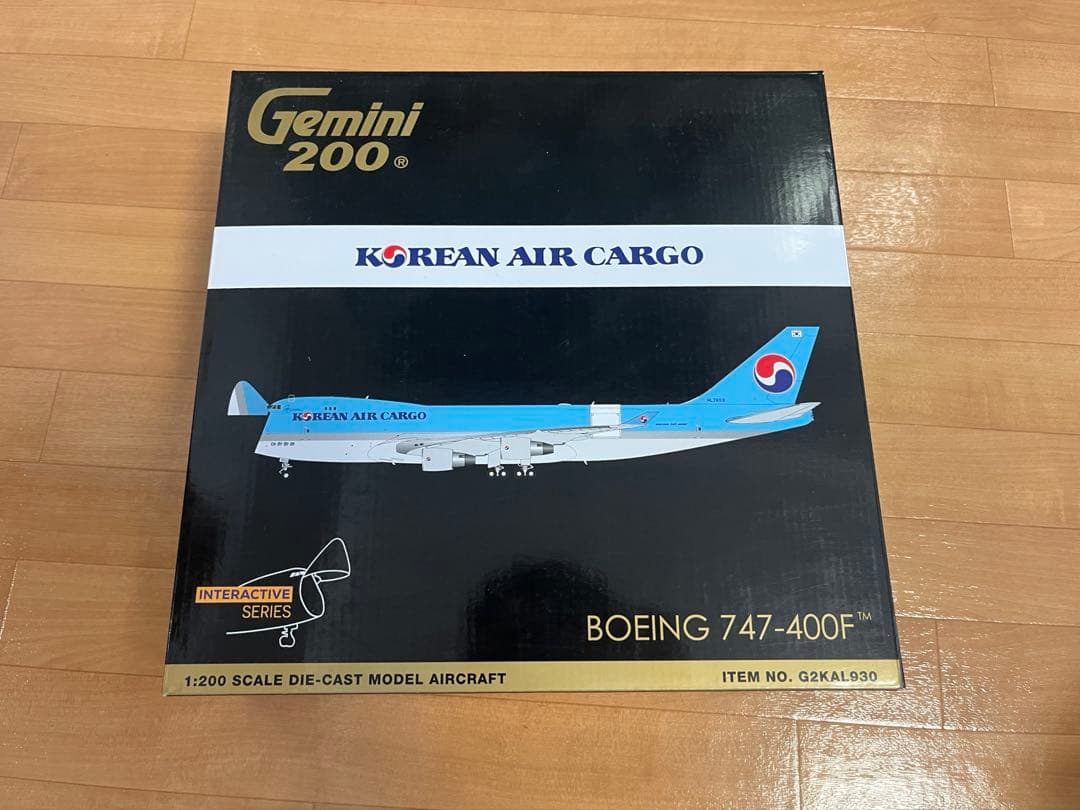 Gemini
200®
KOREAN AIR CARGO
KOREAN AIR CARGO
INTERACTIVE
SERIES
BOEING 747-400F™
1:200 SCALE DIE-CAST MODEL AIRCRAFT
ITEM NO. G2KAL930